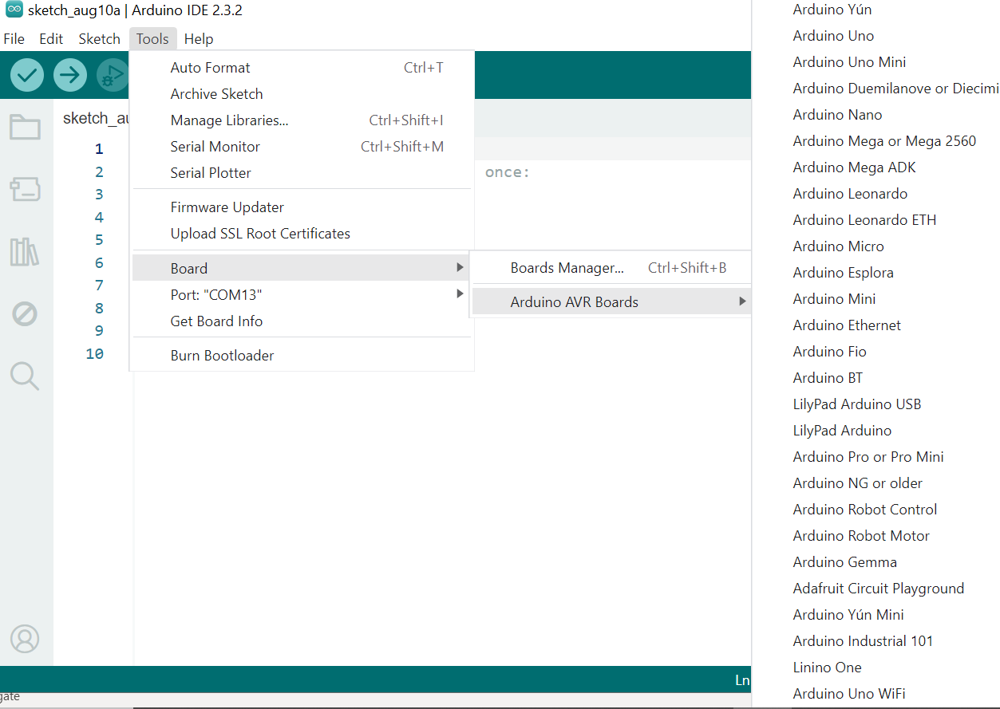 sketch_aug10a | Arduino IDE 2.3.2
File Edit Sketch Tools Help
Auto Format Ctrl+T
Archive Sketch
Manage Libraries... Ctrl+Shift+I
Serial Monitor Ctrl+Shift+M
Serial Plotter
Firmware Updater
Upload SSL Root Certificates
Board
Port: "COM13"
Get Board Info
Burn Bootloader
Boards Manager... Ctrl+Shift+B
Arduino AVR Boards
sketch_au
1
2
3
4
5
6
7
8
9
10
once:
Ln
gate
Arduino Yún
Arduino Uno
Arduino Uno Mini
Arduino Duemilanove or Diecimi
Arduino Nano
Arduino Mega or Mega 2560
Arduino Mega ADK
Arduino Leonardo
Arduino Leonardo ETH
Arduino Micro
Arduino Esplora
Arduino Mini
Arduino Ethernet
Arduino Fio
Arduino BT
LilyPad Arduino USB
LilyPad Arduino
Arduino Pro or Pro Mini
Arduino NG or older
Arduino Robot Control
Arduino Robot Motor
Arduino Gemma
Adafruit Circuit Playground
Arduino Yún Mini
Arduino Industrial 101
Linino One
Arduino Uno WiFi